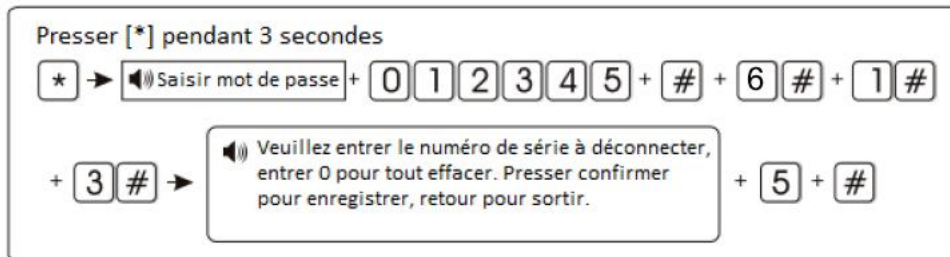 Presser [*] pendant 3 secondes
* Saisir mot de passe + 0 1 2 3 4 5 + # + 6 # + 1 #
+ 3 # Veuillez entrer le numéro de série à déconnecter,
entrer 0 pour tout effacer. Presser confirmer
pour enregistrer, retour pour sortir.
+ 5 + #